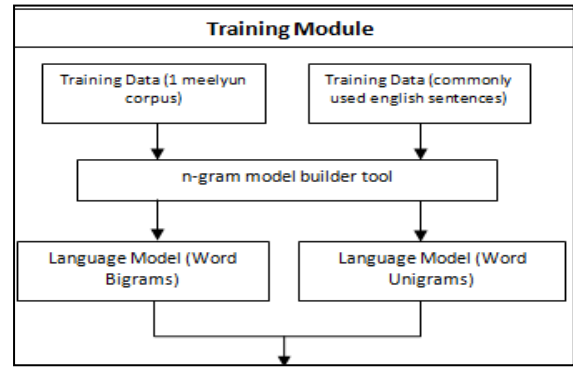 Training Module
Training Data (1 meelyun
corpus)
Training Data (commonly
used english sentences)
n-gram model builder tool
Language Model (Word
Bigrams)
Language Model (Word
Unigrams)